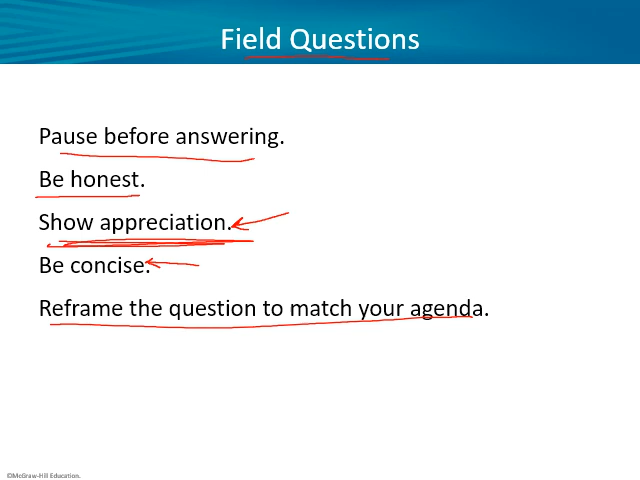 Field Questions
Pause before answering.
Be honest.
Show appreciation.
Be concise.
Reframe the question to match your agenda.
©McGraw-Hill Education.